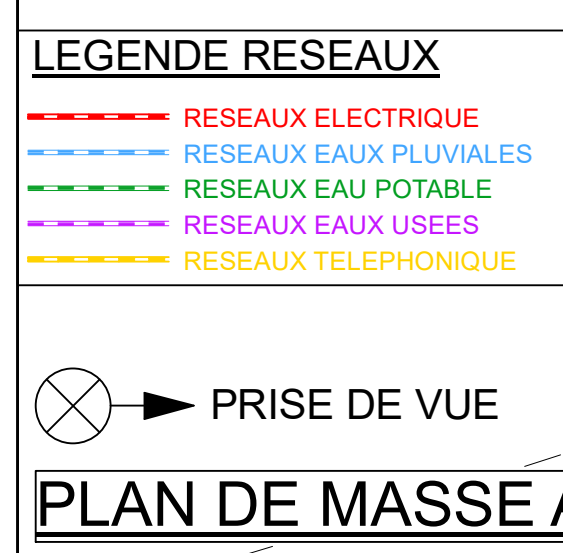 LEGENDE RESEAUX
RESEAUX ELECTRIQUE
RESEAUX EAUX PLUVIALES
RESEAUX EAU POTABLE
RESEAUX EAUX USEES
RESEAUX TELEPHONIQUE
PRISE DE VUE
PLAN DE MASSE